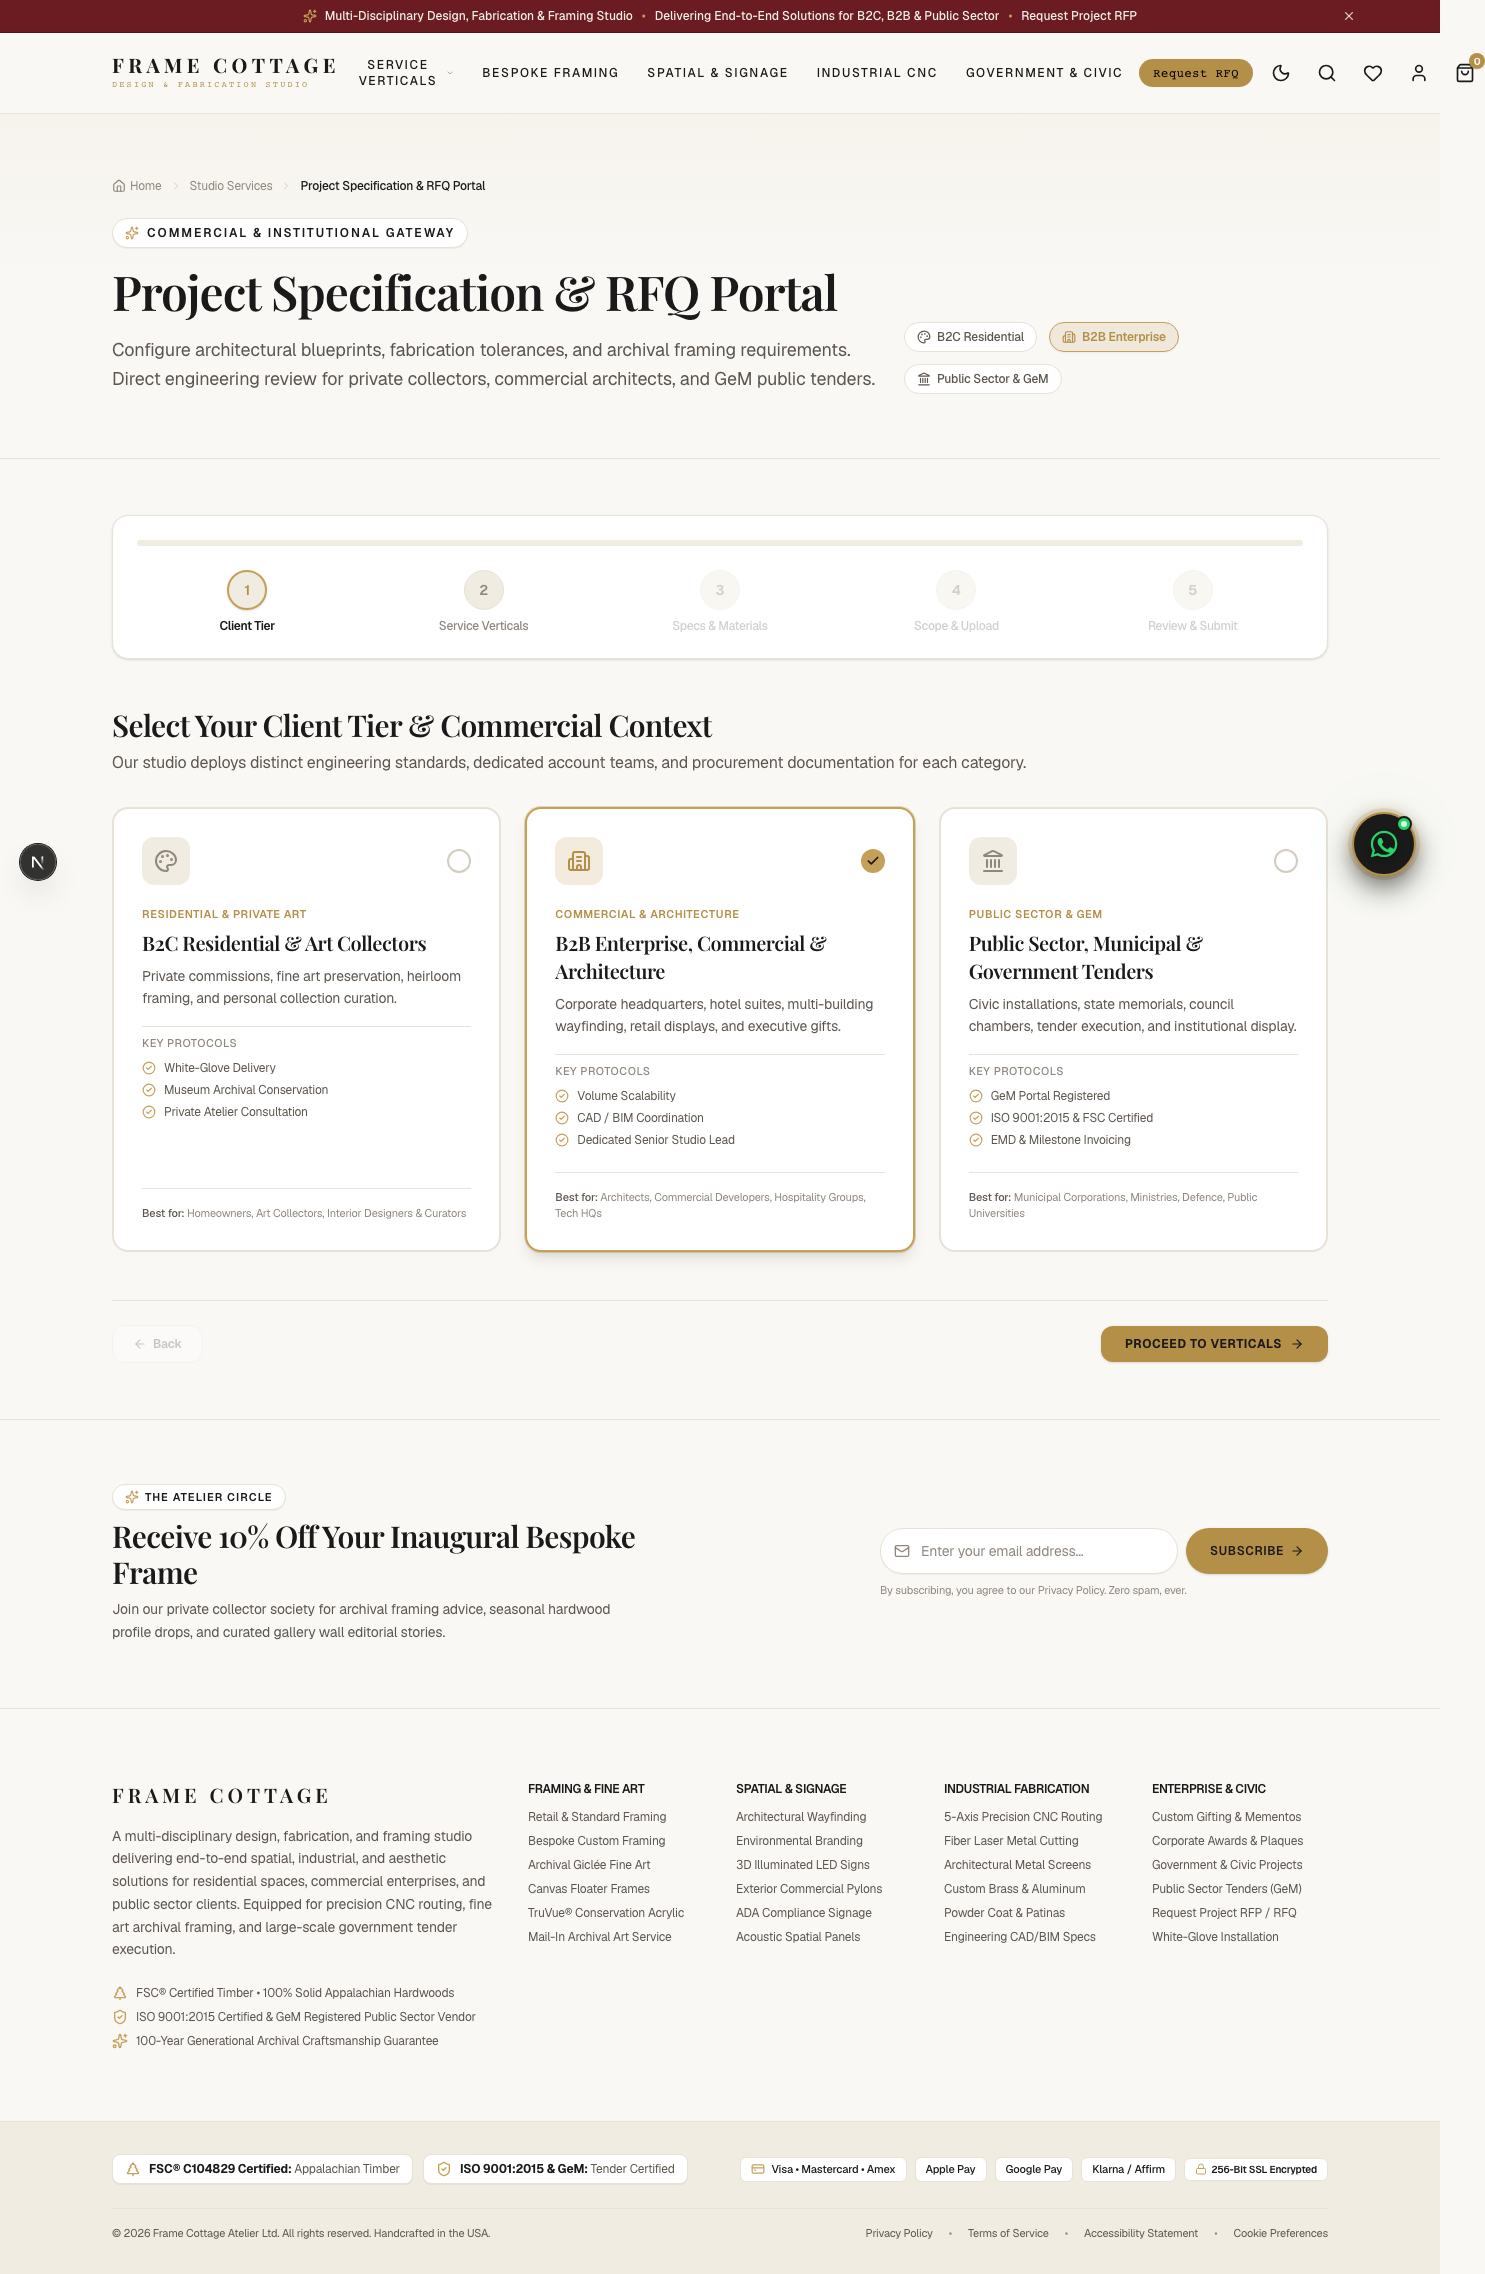 Multi-Disciplinary Design, Fabrication & Framing Studio • Delivering End-to-End Solutions for B2C, B2B & Public Sector • Request Project RFP
FRAME COTTAGE
DESIGN & FABRICATION STUDIO
SERVICE
VERTICALS
BESPOKE FRAMING
SPATIAL & SIGNAGE
INDUSTRIAL CNC
GOVERNMENT & CIVIC
Request RFQ
0
Home
Studio Services
Project Specification & RFQ Portal
COMMERCIAL & INSTITUTIONAL GATEWAY
Project Specification & RFQ Portal
Configure architectural blueprints, fabrication tolerances, and archival framing requirements.
Direct engineering review for private collectors, commercial architects, and GeM public tenders.
B2C Residential
B2B Enterprise
Public Sector & GeM
1
2
3
4
5
Client Tier
Service Verticals
Specs & Materials
Scope & Upload
Review & Submit
Select Your Client Tier & Commercial Context
Our studio deploys distinct engineering standards, dedicated account teams, and procurement documentation for each category.
RESIDENTIAL & PRIVATE ART
B2C Residential & Art Collectors
Private commissions, fine art preservation, heirloom
framing, and personal collection curation.
KEY PROTOCOLS
White-Glove Delivery
Museum Archival Conservation
Private Atelier Consultation
Best for: Homeowners, Art Collectors, Interior Designers & Curators
COMMERCIAL & ARCHITECTURE
B2B Enterprise, Commercial &
Architecture
Corporate headquarters, hotel suites, multi-building
wayfinding, retail displays, and executive gifts.
KEY PROTOCOLS
Volume Scalability
CAD / BIM Coordination
Dedicated Senior Studio Lead
Best for: Architects, Commercial Developers, Hospitality Groups,
Tech HQs
PUBLIC SECTOR & GEM
Public Sector, Municipal &
Government Tenders
Civic installations, state memorials, council
chambers, tender execution, and institutional display.
KEY PROTOCOLS
GeM Portal Registered
ISO 9001:2015 & FSC Certified
EMD & Milestone Invoicing
Best for: Municipal Corporations, Ministries, Defence, Public
Universities
N
Back
PROCEED TO VERTICALS
THE ATELIER CIRCLE
Receive 10% Off Your Inaugural Bespoke
Frame
Join our private collector society for archival framing advice, seasonal hardwood
profile drops, and curated gallery wall editorial stories.
Enter your email address...
SUBSCRIBE
By subscribing, you agree to our Privacy Policy. Zero spam, ever.
FRAME COTTAGE
A multi-disciplinary design, fabrication, and framing studio
delivering end-to-end spatial, industrial, and aesthetic
solutions for residential spaces, commercial enterprises, and
public sector clients. Equipped for precision CNC routing, fine
art archival framing, and large-scale government tender
execution.
FSC® Certified Timber • 100% Solid Appalachian Hardwoods
ISO 9001:2015 Certified & GeM Registered Public Sector Vendor
100-Year Generational Archival Craftsmanship Guarantee
FRAMING & FINE ART
Retail & Standard Framing
Bespoke Custom Framing
Archival Giclée Fine Art
Canvas Floater Frames
TruVue® Conservation Acrylic
Mail-In Archival Art Service
SPATIAL & SIGNAGE
Architectural Wayfinding
Environmental Branding
3D Illuminated LED Signs
Exterior Commercial Pylons
ADA Compliance Signage
Acoustic Spatial Panels
INDUSTRIAL FABRICATION
5-Axis Precision CNC Routing
Fiber Laser Metal Cutting
Architectural Metal Screens
Custom Brass & Aluminum
Powder Coat & Patinas
Engineering CAD/BIM Specs
ENTERPRISE & CIVIC
Custom Gifting & Mementos
Corporate Awards & Plaques
Government & Civic Projects
Public Sector Tenders (GeM)
Request Project RFP / RFQ
White-Glove Installation
FSC® C104829 Certified: Appalachian Timber
ISO 9001:2015 & GeM: Tender Certified
Visa • Mastercard • Amex
Apple Pay
Google Pay
Klarna / Affirm
256-Bit SSL Encrypted
© 2026 Frame Cottage Atelier Ltd. All rights reserved. Handcrafted in the USA.
Privacy Policy • Terms of Service • Accessibility Statement • Cookie Preferences